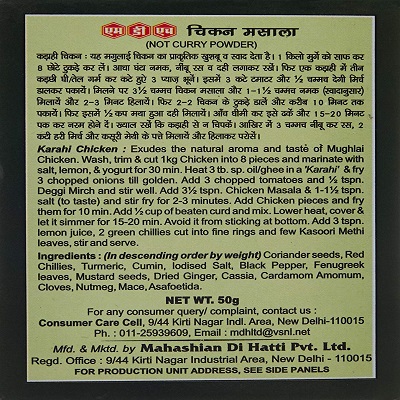 एम डी एच चिकन मसाला
(NOT CURRY POWDER)
कड़ाही चिकन : यह मुगलाई चिकन का प्राकृतिक खुशबू व स्वाद देता है। 1 किलो मुर्गे को साफ कर
8 छोटे टुकड़े कर लें। आधा घंटा नमक, नींबू रस व दही लगाकर रखें। फिर एक कड़ाही में तीन
कड़छी घी/तेल गर्म कर कटे हुऐ 3 प्याज़ भूनें। इसमें 3 कटे टमाटर और ½ चम्मच देगी मिर्च
डालकर पकायें। मिलने पर 3½ चम्मच चिकन मसाला और 1-1½ चम्मच नमक (स्वादानुसार)
मिलायें और 2-3 मिनट हिलायें। फिर 2-2 चिकन के टुकड़े डालें और करीब 10 मिनट तक
पकायें। फिर इसमें ½ कप मथा हुआ दही मिलायें। आँच धीमी कर इसे ढकें और 15-20 मिनट
पक कर नरम होने दें। ख्याल रखें कि कड़ाही से न चिपकें। आखिर में 3 चम्मच नींबू का रस, 2
कटी हरी मिर्च और कसूरी मेथी के पत्ते मिलायें और हिलाकर परोसें।
Karahi Chicken : Exudes the natural aroma and taste of Mughlai
Chicken. Wash, trim & cut 1kg Chicken into 8 pieces and marinate with
salt, lemon, & yogurt for 30 min. Heat 3 tb. sp. oil/ghee in a 'Karahi' & fry
3 chopped onions till golden. Add 3 chopped tomatoes and ½ tspn.
Deggi Mirch and stir well. Add 3½ tspn. Chicken Masala & 1-1½ tspn.
salt (to taste) and stir fry for 2-3 minutes. Add Chicken pieces and fry
them for 10 min. Add ½ cup of beaten curd and mix. Lower heat, cover &
let it simmer for 15-20 min. Avoid it from sticking at bottom. Add 3 tspn.
lemon juice, 2 green chillies cut into fine rings and few Kasoori Methi
leaves, stir and serve.
Ingredients : (In descending order by weight) Coriander seeds, Red
Chillies, Turmeric, Cumin, Iodised Salt, Black Pepper, Fenugreek
leaves, Mustard seeds, Dried Ginger, Cassia, Cardamom Amomum,
Cloves, Nutmeg, Mace, Asafoetida.
NET WT. 50g
For any consumer query/ complaint, contact us :
Consumer Care Cell, 9/44 Kirti Nagar Indl. Area, New Delhi-110015
Ph. : 011-25939609, Email : mdhltd@vsnl.net
Mfd. & Mktd. by Mahashian Di Hatti Pvt. Ltd.
Regd. Office : 9/44 Kirti Nagar Industrial Area, New Delhi - 110015
FOR PRODUCTION UNIT ADDRESS, SEE SIDE PANELS